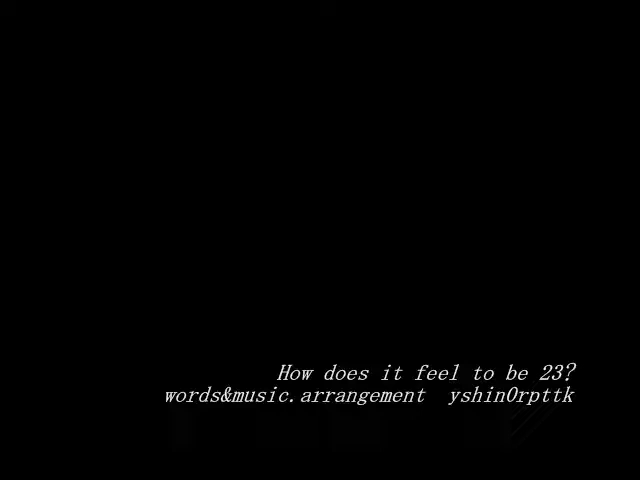 How does it feel to be 23?
words&music.arrangement yshin0rpttk